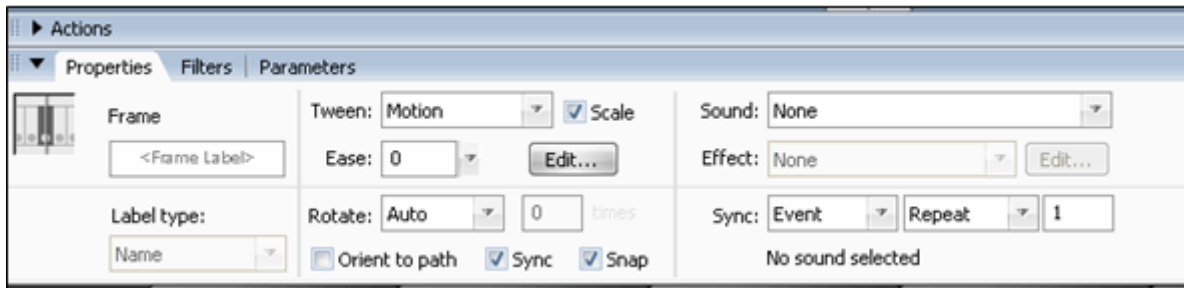 Actions
Properties Filters Parameters
Frame Tween: Motion Scale Sound: None
<Frame Label> Ease: 0 Edit... Effect: None Edit...
Label type: Rotate: Auto 0 times Sync: Event Repeat 1
Name Orient to path Sync Snap No sound selected